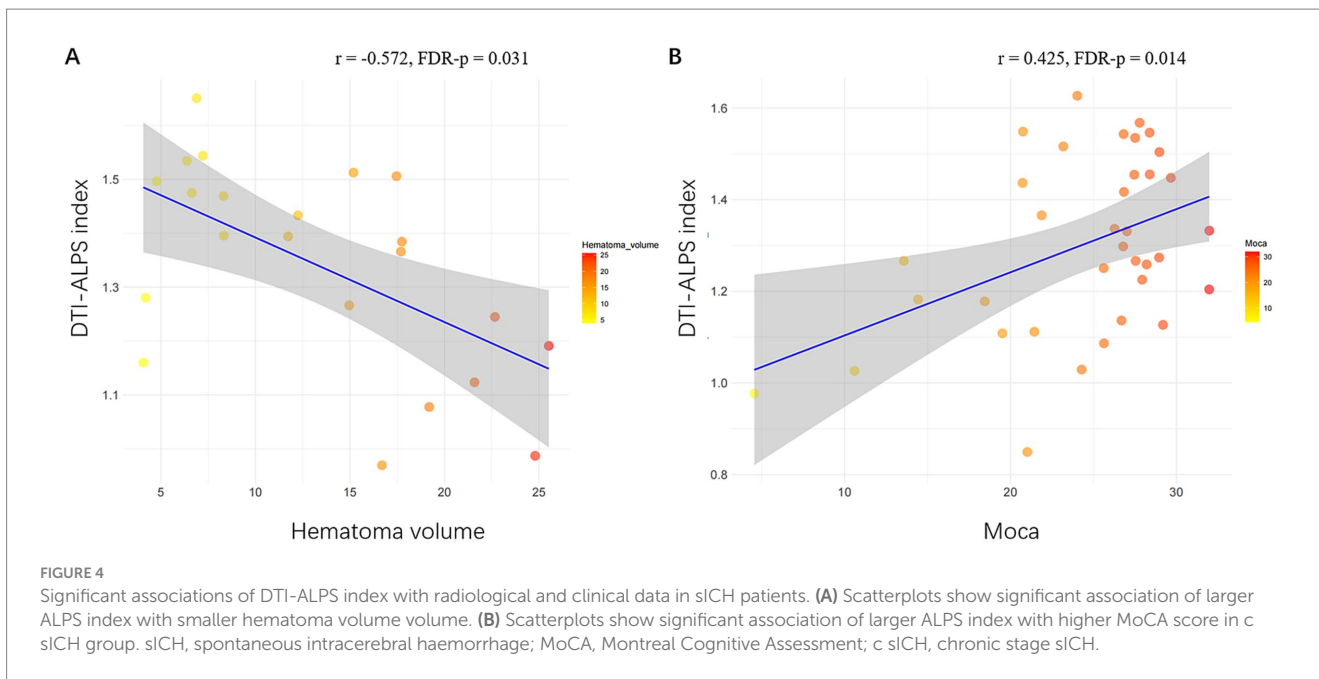 A
r = -0.572, FDR-p = 0.031
DTI-ALPS index
1.5
1.3
1.1
5
10
15
20
25
Hematoma volume
Hematoma_volume
25
20
15
10
5
B
r = 0.425, FDR-p = 0.014
DTI-ALPS index
1.6
1.4
1.2
1.0
0.8
10
20
30
Moca
Moca
30
20
10
FIGURE 4
Significant associations of DTI-ALPS index with radiological and clinical data in sICH patients. (A) Scatterplots show significant association of larger
ALPS index with smaller hematoma volume volume. (B) Scatterplots show significant association of larger ALPS index with higher MoCA score in c
sICH group. sICH, spontaneous intracerebral haemorrhage; MoCA, Montreal Cognitive Assessment; c sICH, chronic stage sICH.